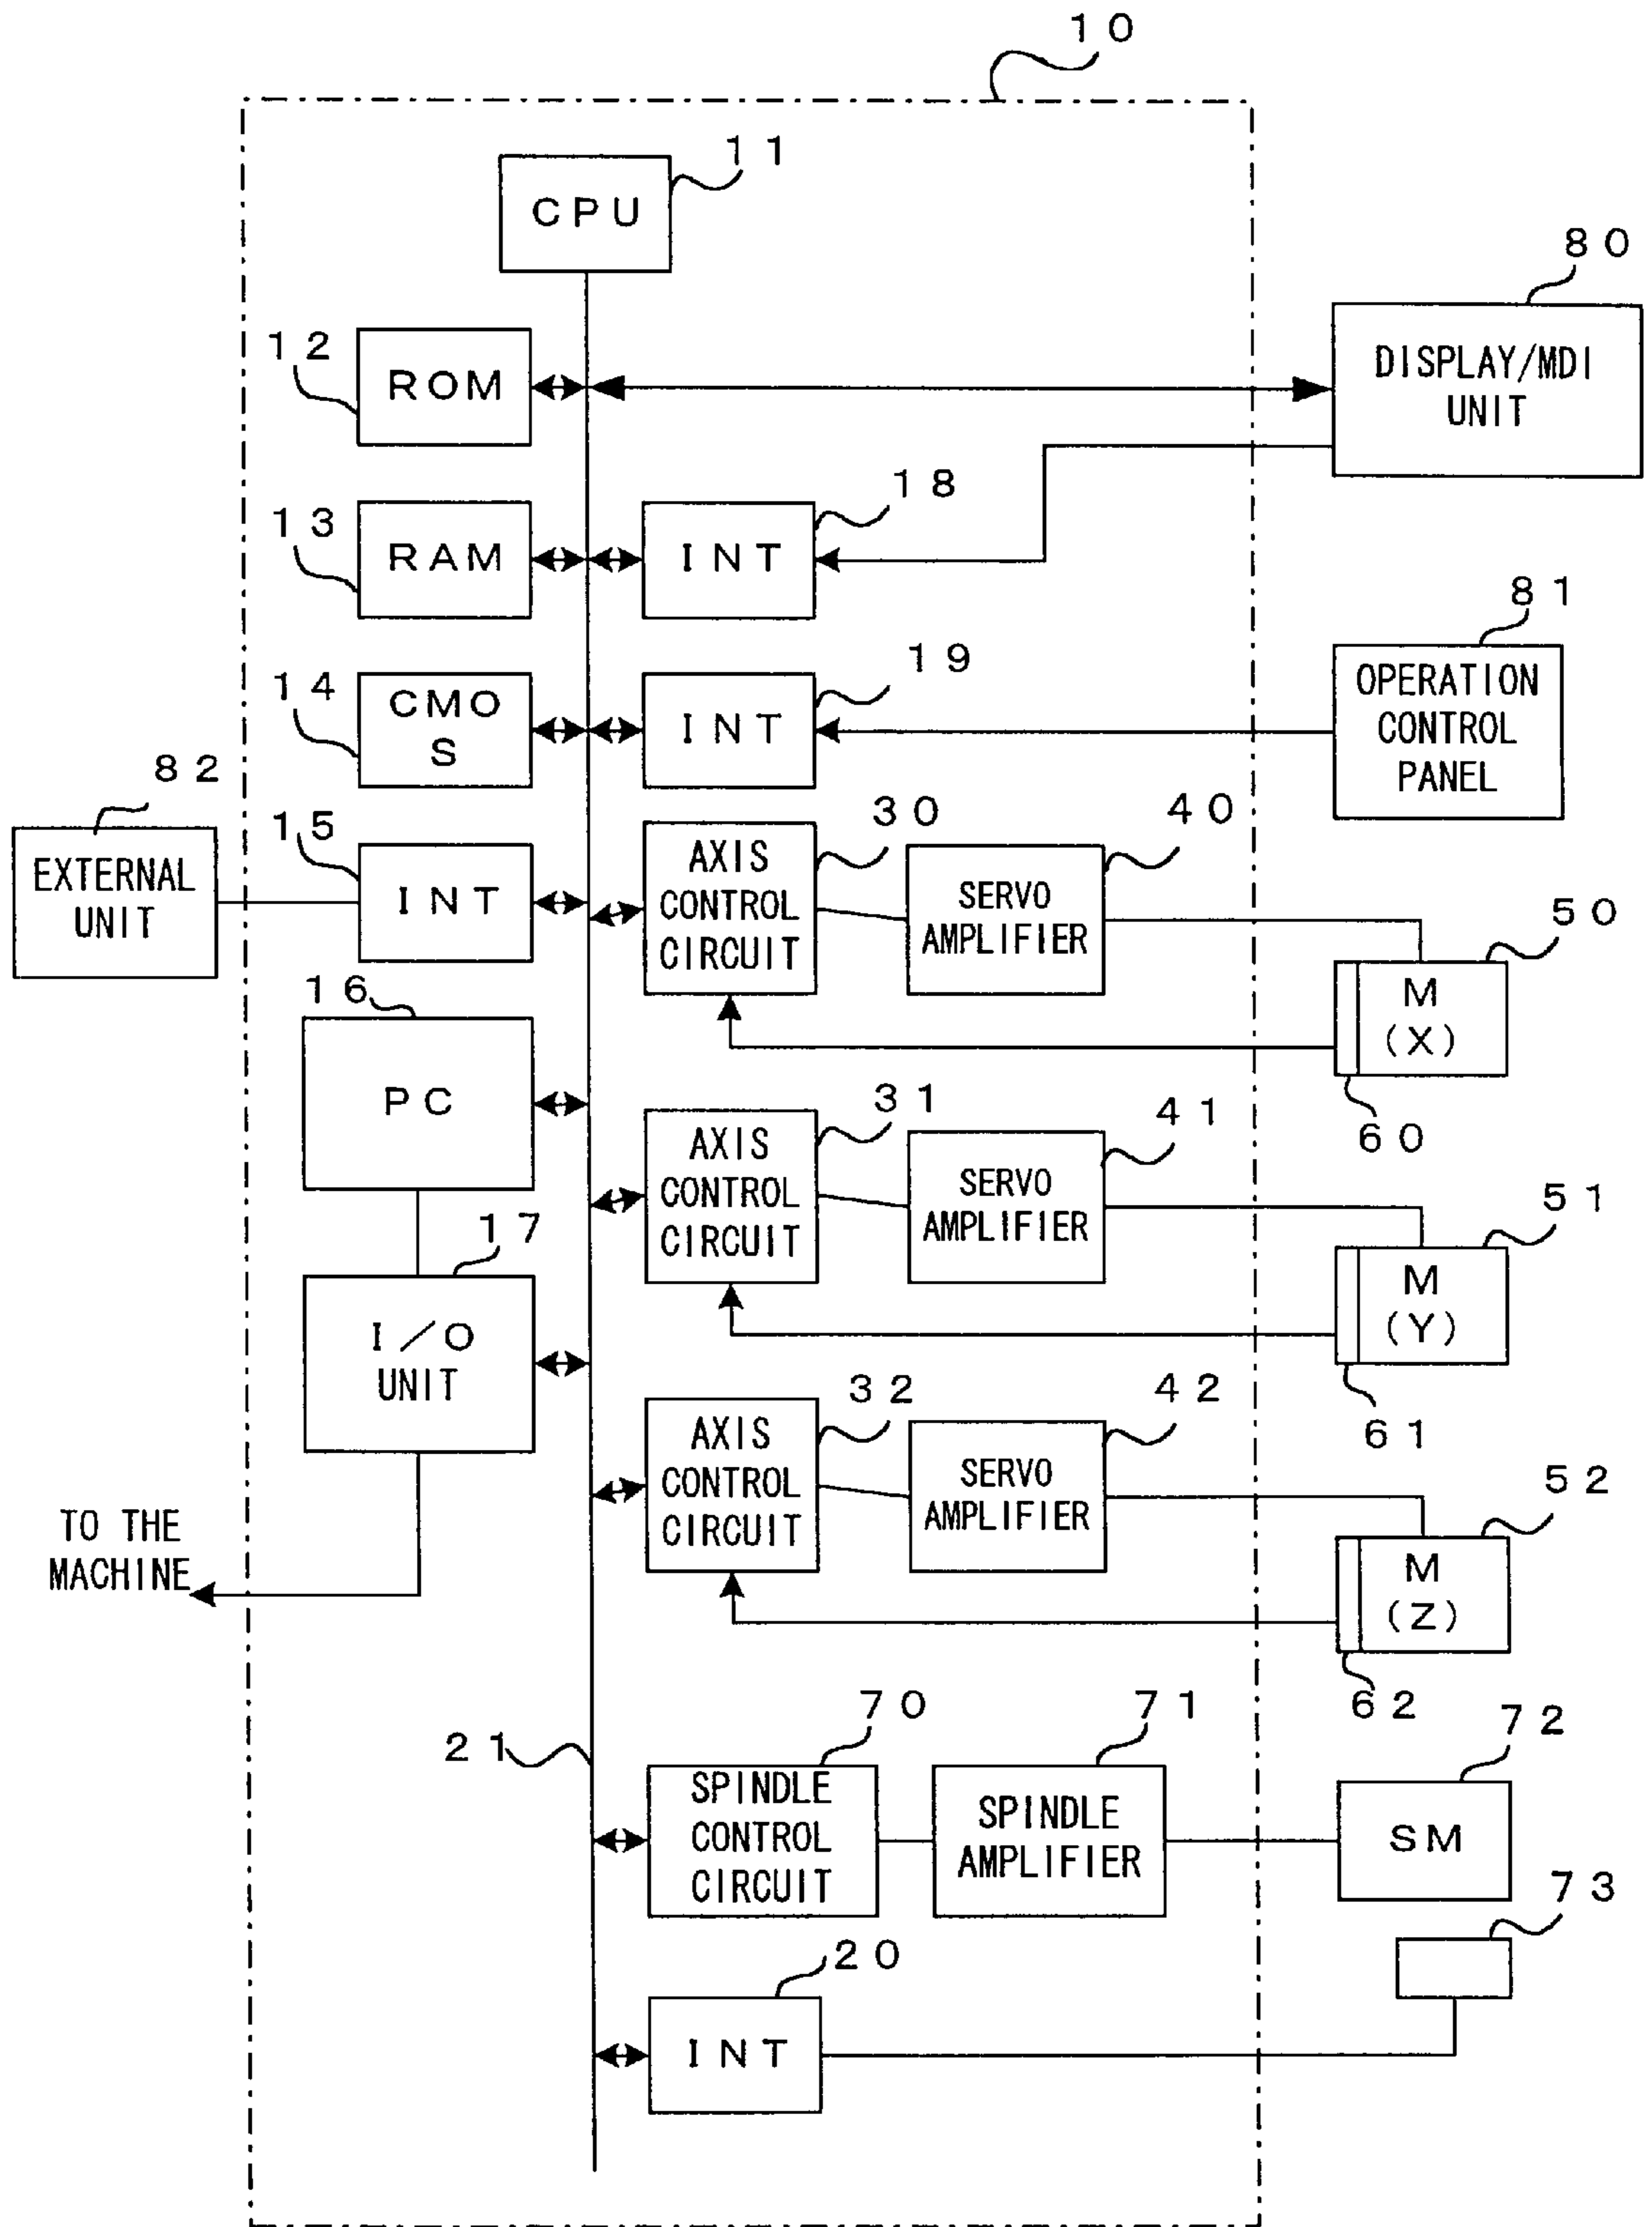 10
11
CPU
80
12
ROM
DISPLAY/MDI
UNIT
18
13
RAM
INT
81
19
14
CMO
S
INT
OPERATION
CONTROL
PANEL
82
15
30
40
EXTERNAL
UNIT
INT
AXIS
CONTROL
CIRCUIT
SERVO
AMPLIFIER
50
M
(X)
16
60
PC
31
41
AXIS
CONTROL
CIRCUIT
SERVO
AMPLIFIER
51
17
M
(Y)
I/O
UNIT
61
32
42
AXIS
CONTROL
CIRCUIT
SERVO
AMPLIFIER
52
TO THE
MACHINE
M
(Z)
62
70
71
72
21
SPINDLE
CONTROL
CIRCUIT
SPINDLE
AMPLIFIER
SM
73
20
INT